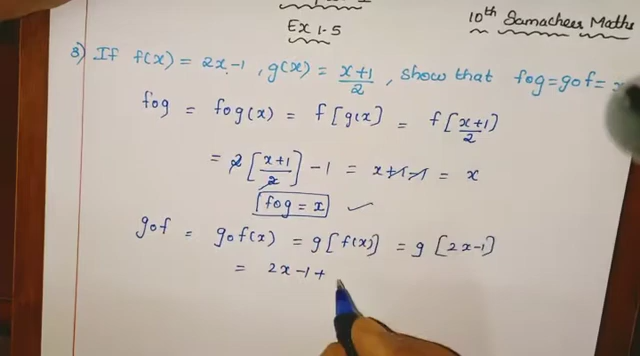 10th Samacheer Maths
Ex 1.5
3) If f(x) = 2x-1, g(x) = (x+1)/2, show that fog = gof = x
fog = fog(x) = f[g(x] = f[(x+1)/2]
= 2[(x+1)/2] - 1 = x+1-1 = x
fog = x ✓
gof = gof(x) = g[f(x)] = g[2x-1]
= 2x-1+